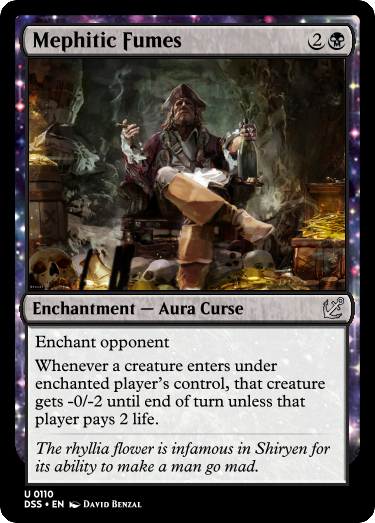 Mephitic Fumes 2
Enchantment — Aura Curse
Enchant opponent
Whenever a creature enters under
enchanted player's control, that creature
gets -0/-2 until end of turn unless that
player pays 2 life.
The rhyllia flower is infamous in Shiryen for
its ability to make a man go mad.
U 0110
DSS • EN DAVID BENZAL